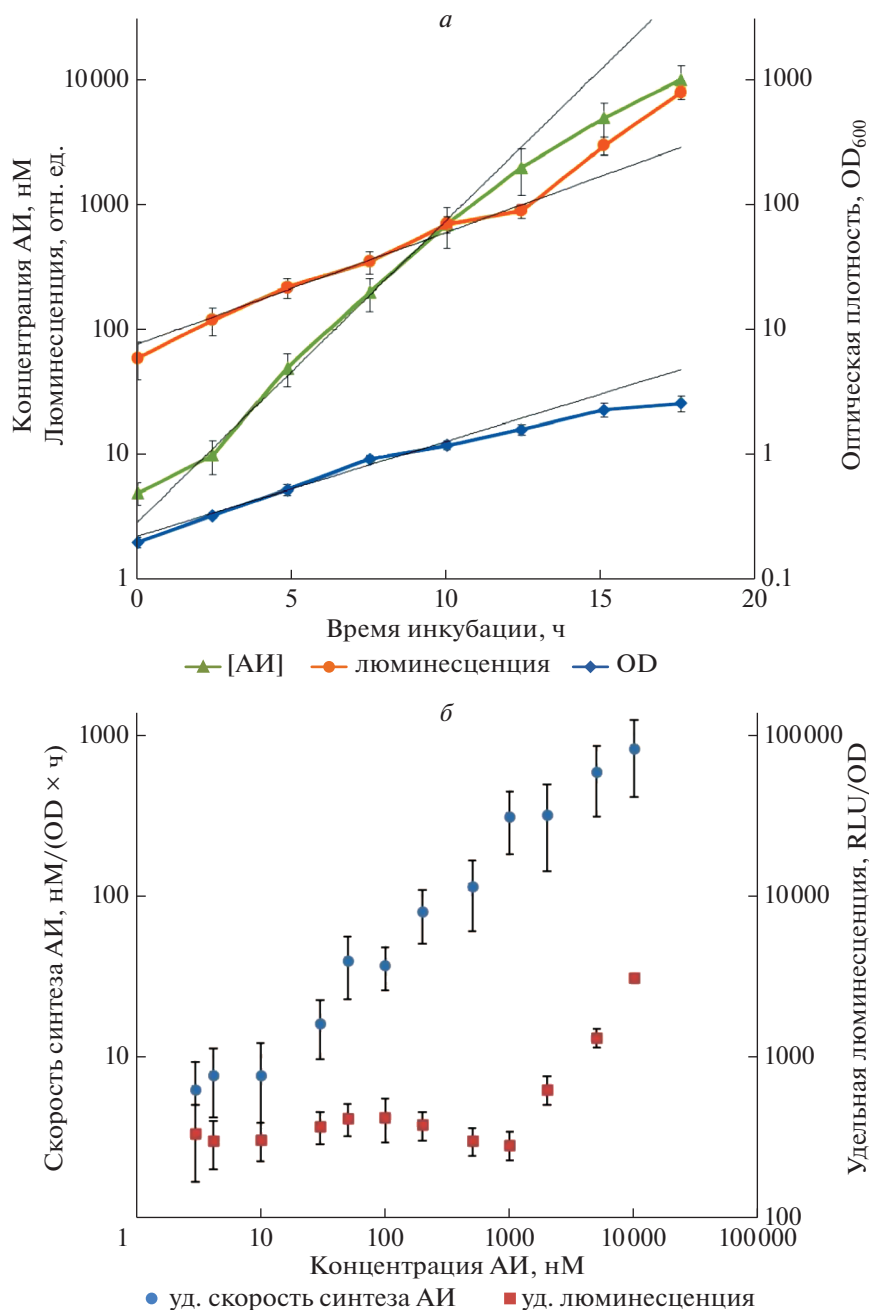 а
Концентрация АИ, нМ
Люминесценция, отн. ед.
10 000
1000
100
10
1
1000
100
10
1
0.1
Оптическая плотность, OD600
0
5
10
15
20
Время инкубации, ч
[АИ]
люминесценция
OD
б
Скорость синтеза АИ, нМ/(OD × ч)
1000
100
10
100000
10000
1000
100
Удельная люминесценция, RLU/OD
1
10
100
1000
10000
100000
Концентрация АИ, нМ
уд. скорость синтеза АИ
уд. люминесценция